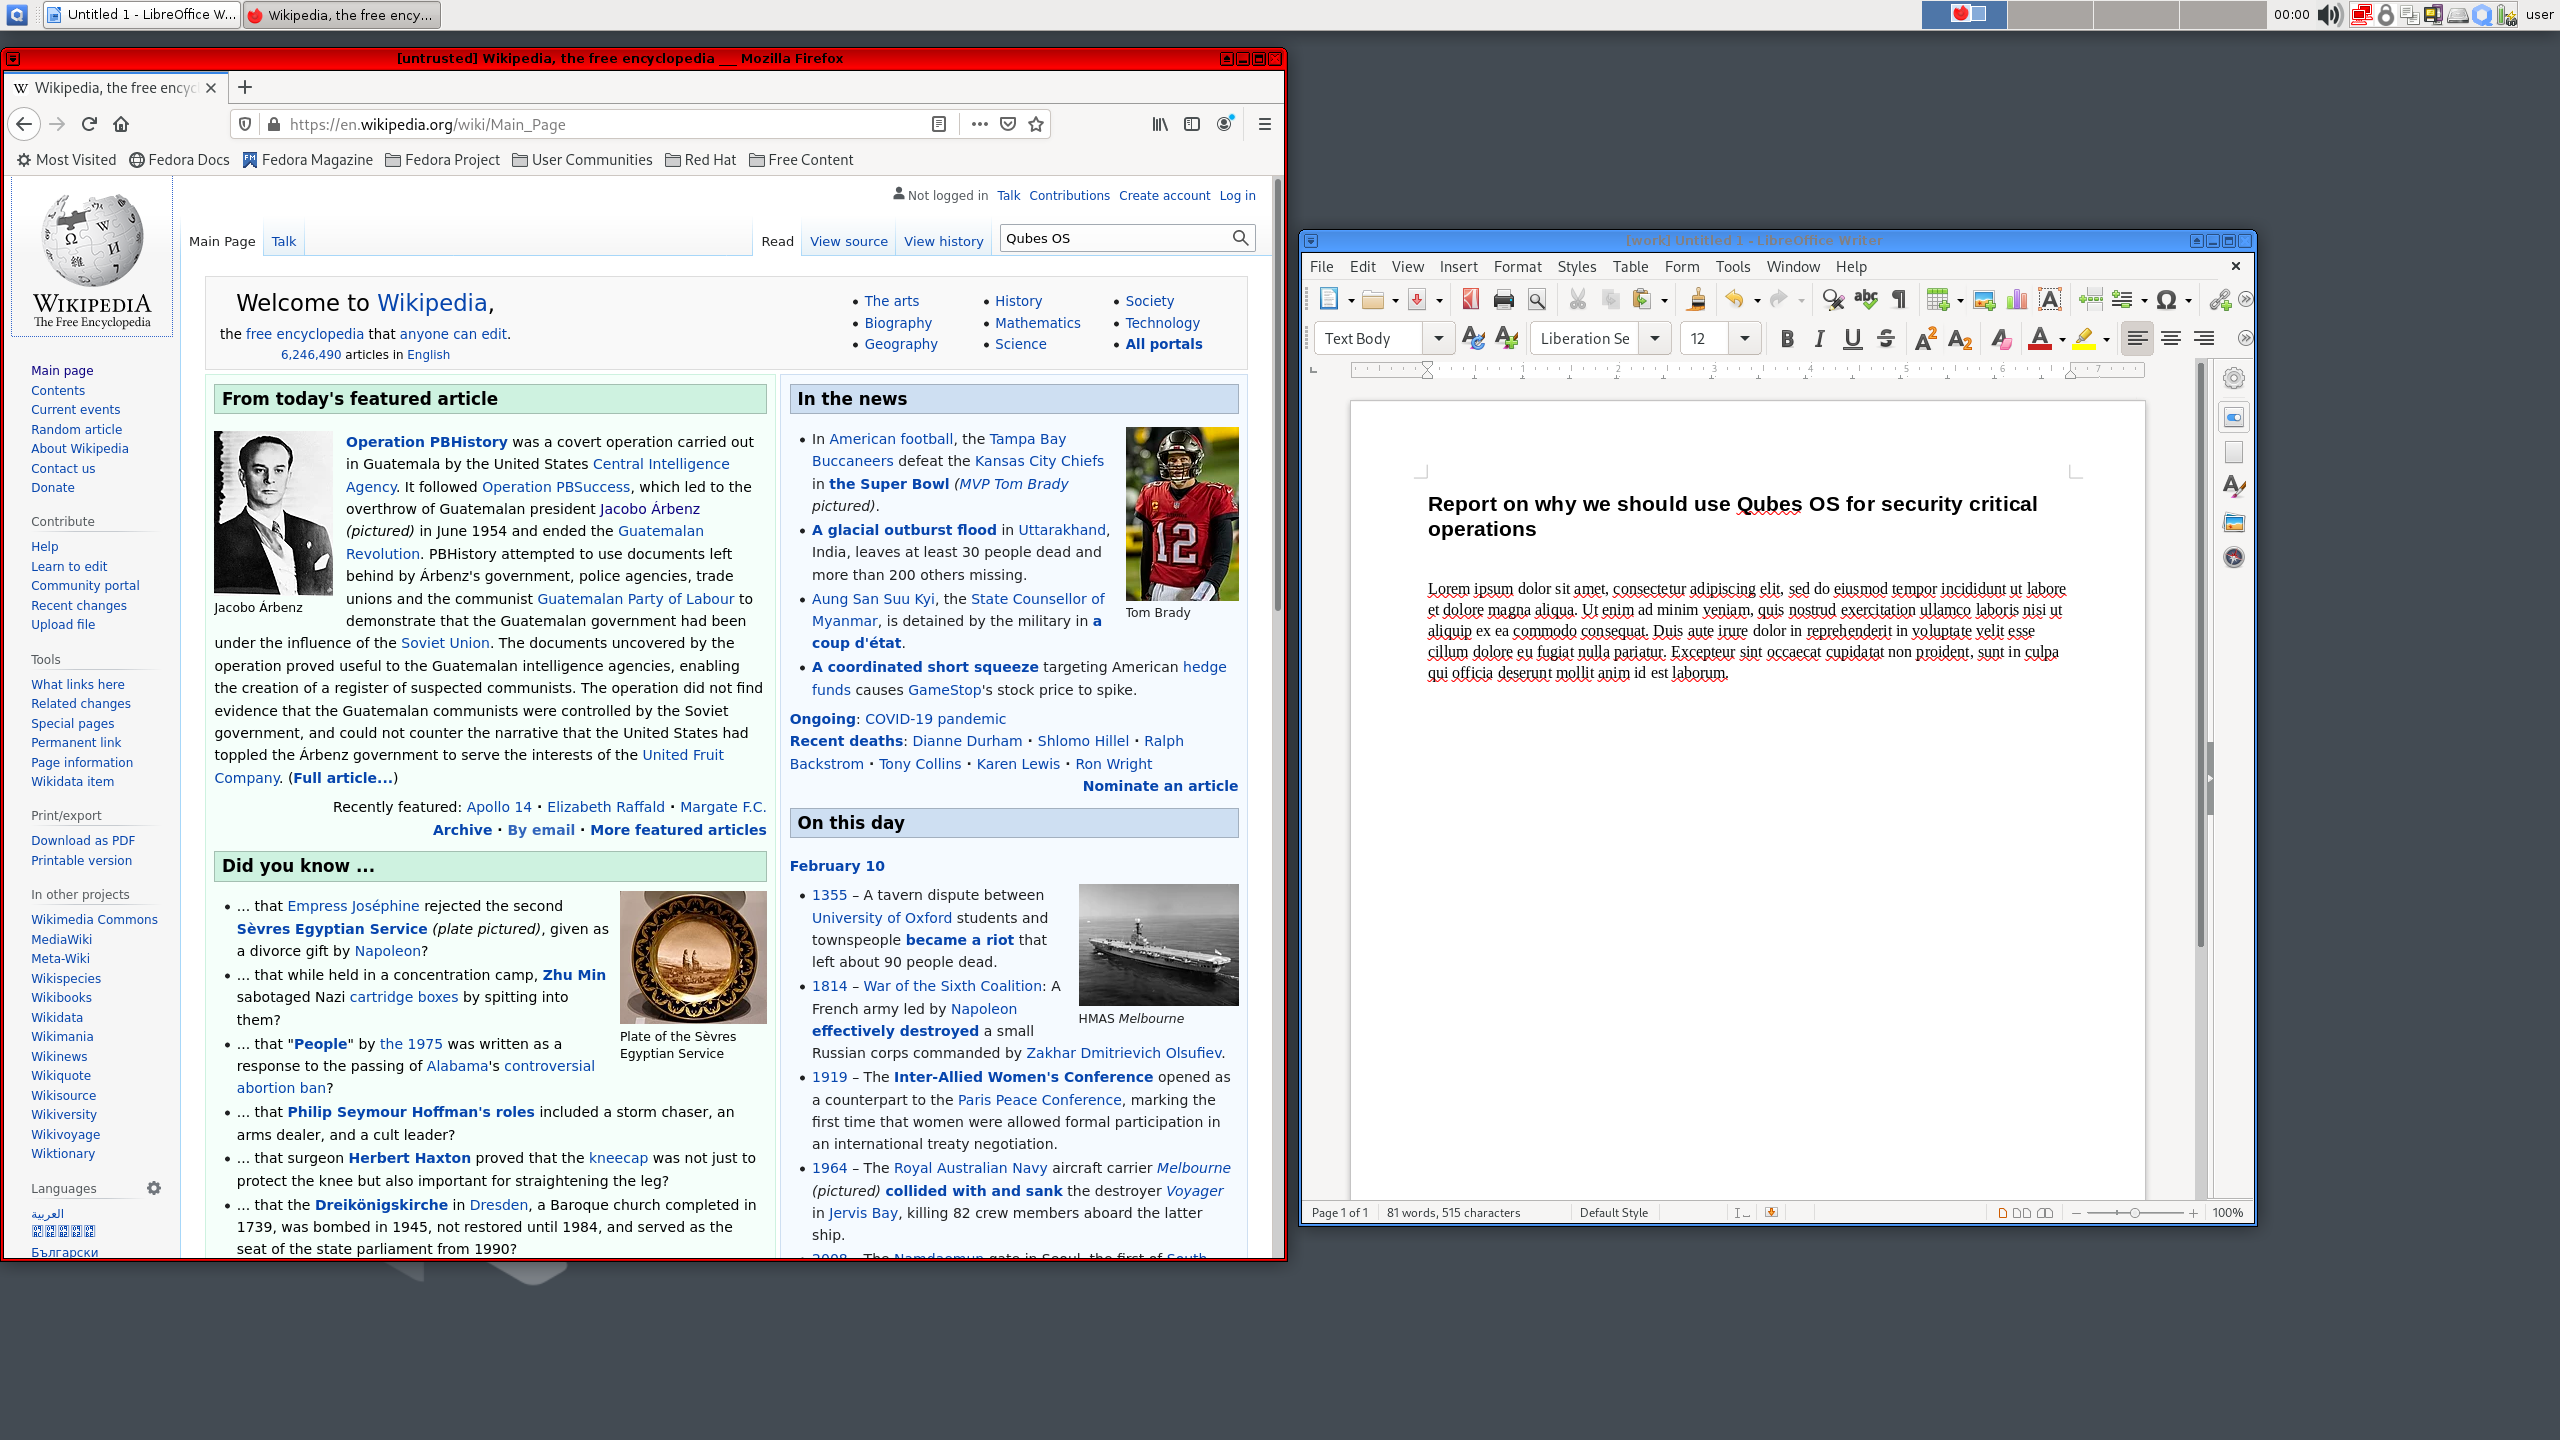 Untitled 1 - LibreOffice W...
Wikipedia, the free ency...
00:00
user
[untrusted] Wikipedia, the free encyclopedia __ Mozilla Firefox
Wikipedia, the free encyc
https://en.wikipedia.org/wiki/Main_Page
Most Visited
Fedora Docs
Fedora Magazine
Fedora Project
User Communities
Red Hat
Free Content
WIKIPEDIA
The Free Encyclopedia
Not logged in Talk Contributions Create account Log in
Main Page Talk
Read View source View history
Qubes OS
Welcome to Wikipedia,
the free encyclopedia that anyone can edit.
6,246,490 articles in English
The arts
Biography
Geography
History
Mathematics
Science
Society
Technology
All portals
Main page
Contents
Current events
Random article
About Wikipedia
Contact us
Donate
Contribute
Help
Learn to edit
Community portal
Recent changes
Upload file
Tools
What links here
Related changes
Special pages
Permanent link
Page information
Wikidata item
Print/export
Download as PDF
Printable version
In other projects
Wikimedia Commons
MediaWiki
Meta-Wiki
Wikispecies
Wikibooks
Wikidata
Wikimania
Wikinews
Wikiquote
Wikisource
Wikiversity
Wikivoyage
Wiktionary
Languages
العربية
Български
From today's featured article
Jacobo Árbenz
Operation PBHistory was a covert operation carried out
in Guatemala by the United States Central Intelligence
Agency. It followed Operation PBSuccess, which led to the
overthrow of Guatemalan president Jacobo Árbenz
(pictured) in June 1954 and ended the Guatemalan
Revolution. PBHistory attempted to use documents left
behind by Árbenz's government, police agencies, trade
unions and the communist Guatemalan Party of Labour to
demonstrate that the Guatemalan government had been
under the influence of the Soviet Union. The documents uncovered by the
operation proved useful to the Guatemalan intelligence agencies, enabling
the creation of a register of suspected communists. The operation did not find
evidence that the Guatemalan communists were controlled by the Soviet
government, and could not counter the narrative that the United States had
toppled the Árbenz government to serve the interests of the United Fruit
Company. (Full article...)
Recently featured: Apollo 14 · Elizabeth Raffald · Margate F.C.
Archive · By email · More featured articles
Did you know ...
... that Empress Joséphine rejected the second
Sèvres Egyptian Service (plate pictured), given as
a divorce gift by Napoleon?
... that while held in a concentration camp, Zhu Min
sabotaged Nazi cartridge boxes by spitting into
them?
... that "People" by the 1975 was written as a
response to the passing of Alabama's controversial
abortion ban?
... that Philip Seymour Hoffman's roles included a storm chaser, an
arms dealer, and a cult leader?
... that surgeon Herbert Haxton proved that the kneecap was not just to
protect the knee but also important for straightening the leg?
... that the Dreikönigskirche in Dresden, a Baroque church completed in
1739, was bombed in 1945, not restored until 1984, and served as the
seat of the state parliament from 1990?
Plate of the Sèvres
Egyptian Service
In the news
In American football, the Tampa Bay
Buccaneers defeat the Kansas City Chiefs
in the Super Bowl (MVP Tom Brady
pictured).
A glacial outburst flood in Uttarakhand,
India, leaves at least 30 people dead and
more than 200 others missing.
Aung San Suu Kyi, the State Counsellor of
Myanmar, is detained by the military in a
coup d'état.
A coordinated short squeeze targeting American hedge
funds causes GameStop's stock price to spike.
12
Tom Brady
Ongoing: COVID-19 pandemic
Recent deaths: Dianne Durham · Shlomo Hillel · Ralph
Backstrom · Tony Collins · Karen Lewis · Ron Wright
Nominate an article
On this day
February 10
1355 – A tavern dispute between
University of Oxford students and
townspeople became a riot that
left about 90 people dead.
1814 – War of the Sixth Coalition: A
French army led by Napoleon
effectively destroyed a small
Russian corps commanded by Zakhar Dmitrievich Olsufiev.
1919 – The Inter-Allied Women's Conference opened as
a counterpart to the Paris Peace Conference, marking the
first time that women were allowed formal participation in
an international treaty negotiation.
1964 – The Royal Australian Navy aircraft carrier Melbourne
(pictured) collided with and sank the destroyer Voyager
in Jervis Bay, killing 82 crew members aboard the latter
ship.
2008 – The Namdaemun gate in Seoul, the first of South
HMAS Melbourne
[work] Untitled 1 - LibreOffice Writer
File Edit View Insert Format Styles Table Form Tools Window Help
Text Body
Liberation Se
12
1 2 3 4 5 6 7
Report on why we should use Qubes OS for security critical
operations
Lorem ipsum dolor sit amet, consectetur adipiscing elit, sed do eiusmod tempor incididunt ut labore
et dolore magna aliqua. Ut enim ad minim veniam, quis nostrud exercitation ullamco laboris nisi ut
aliquip ex ea commodo consequat. Duis aute irure dolor in reprehenderit in voluptate velit esse
cillum dolore eu fugiat nulla pariatur. Excepteur sint occaecat cupidatat non proident, sunt in culpa
qui officia deserunt mollit anim id est laborum.
Page 1 of 1
81 words, 515 characters
Default Style
100%